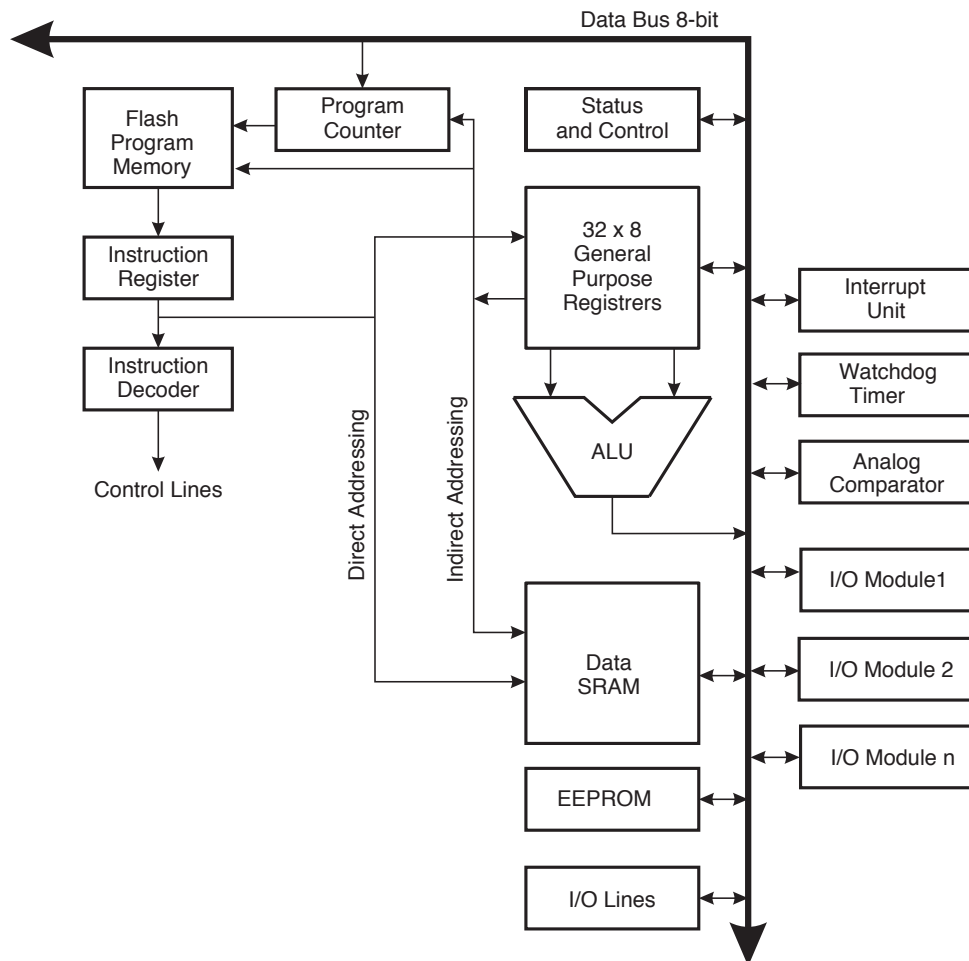 Data Bus 8-bit
Flash
Program
Memory
Program
Counter
Status
and Control
Instruction
Register
32 x 8
General
Purpose
Registrers
Interrupt
Unit
Instruction
Decoder
Watchdog
Timer
Direct Addressing
Indirect Addressing
ALU
Analog
Comparator
Control Lines
I/O Module1
Data
SRAM
I/O Module 2
I/O Module n
EEPROM
I/O Lines